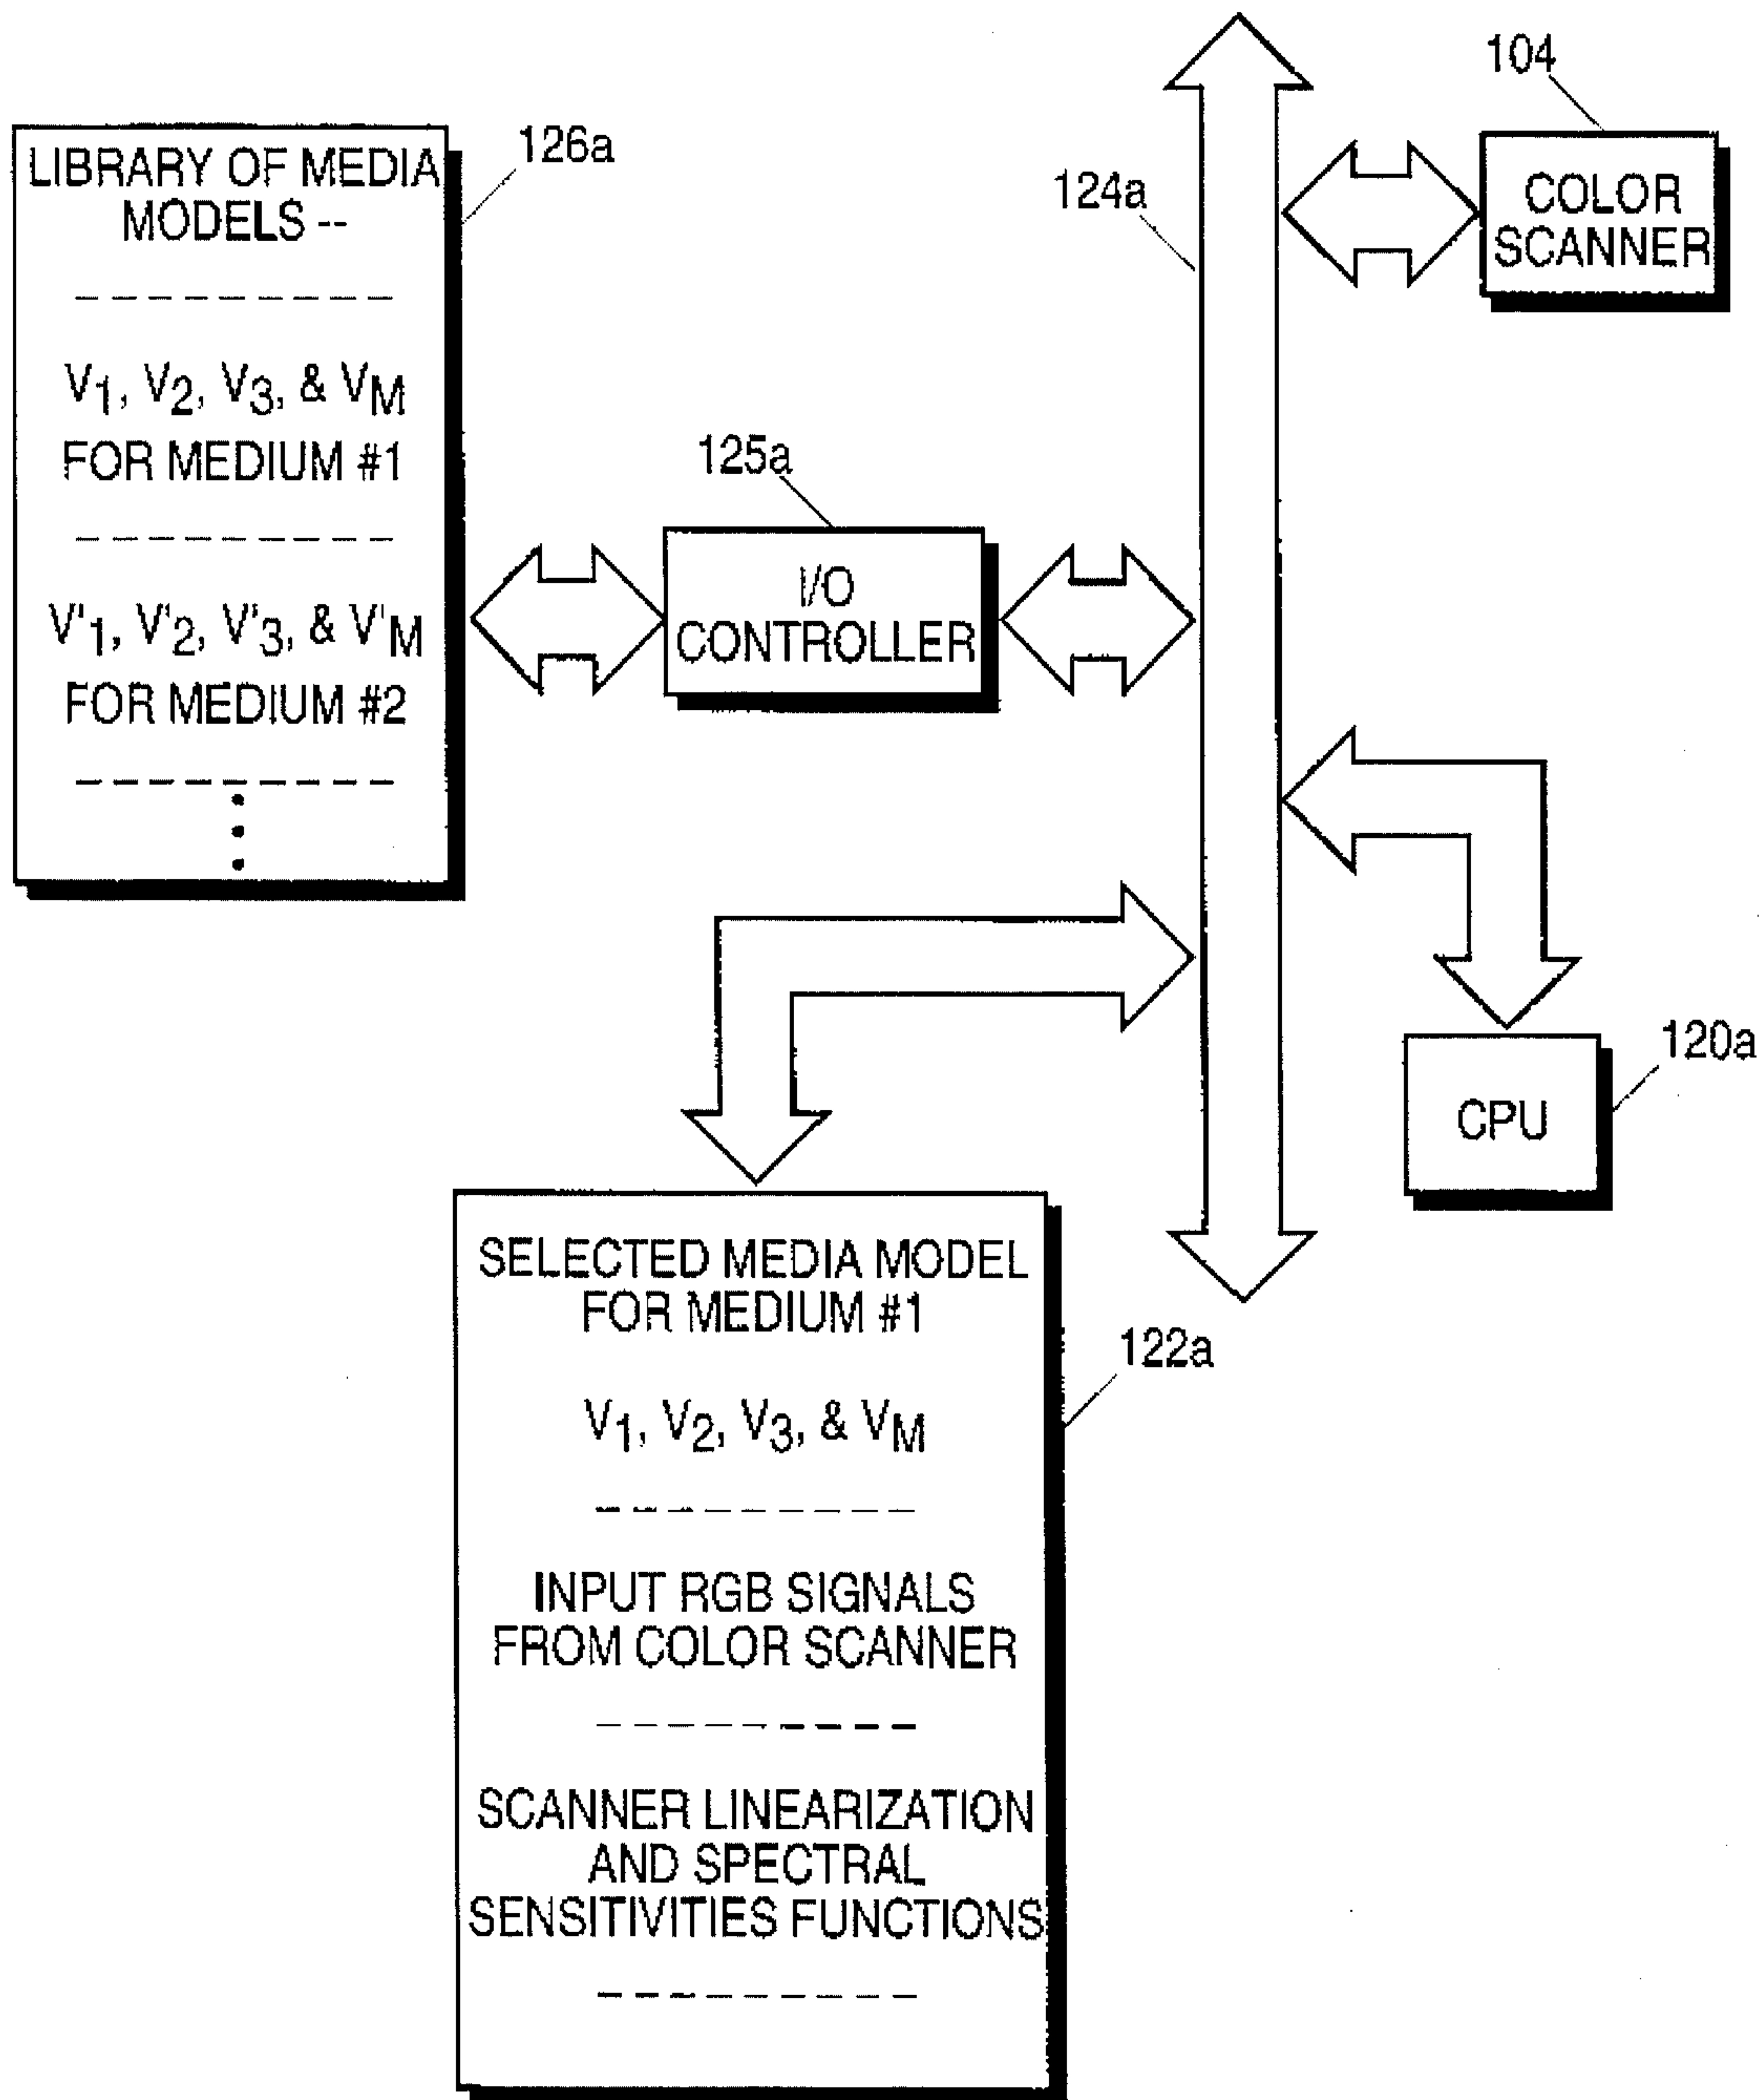 104
COLOR
SCANNER
126a
LIBRARY OF MEDIA
MODELS --
V1, V2, V3, & VM
FOR MEDIUM #1
V'1, V'2, V'3, & V'M
FOR MEDIUM #2
124a
125a
I/O
CONTROLLER
120a
CPU
122a
SELECTED MEDIA MODEL
FOR MEDIUM #1
V1, V2, V3, & VM
INPUT RGB SIGNALS
FROM COLOR SCANNER
SCANNER LINEARIZATION
AND SPECTRAL
SENSITIVITIES FUNCTIONS